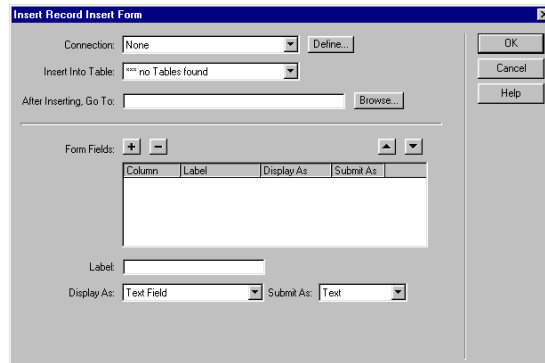 Insert Record Insert Form
Connection: None Define... OK
Insert Into Table: *** no Tables found Cancel
After Inserting, Go To: Browse... Help
Form Fields: + −
Column Label Display As Submit As
Label:
Display As: Text Field Submit As: Text